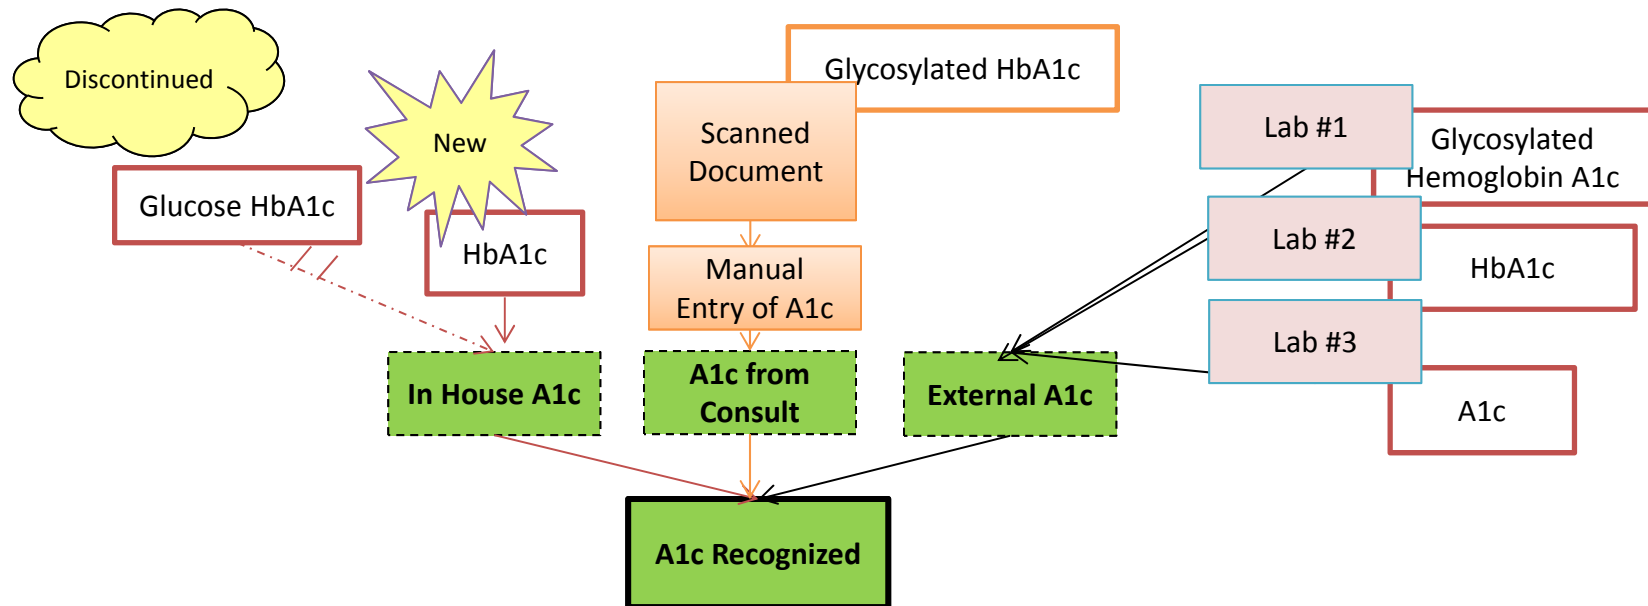 Discontinued
New
Glucose HbA1c
HbA1c
Glycosylated HbA1c
Scanned
Document
Manual
Entry of A1c
Lab #1
Glycosylated
Hemoglobin A1c
Lab #2
HbA1c
Lab #3
A1c
In House A1c
A1c from
Consult
External A1c
A1c Recognized